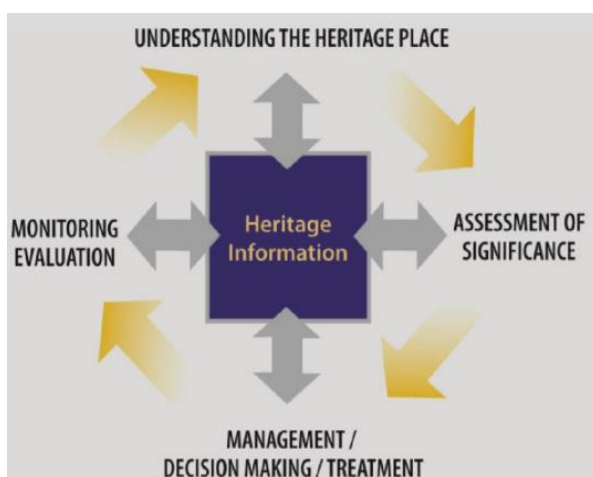 UNDERSTANDING THE HERITAGE PLACE
MONITORING
EVALUATION
Heritage
Information
ASSESSMENT OF
SIGNIFICANCE
MANAGEMENT /
DECISION MAKING / TREATMENT